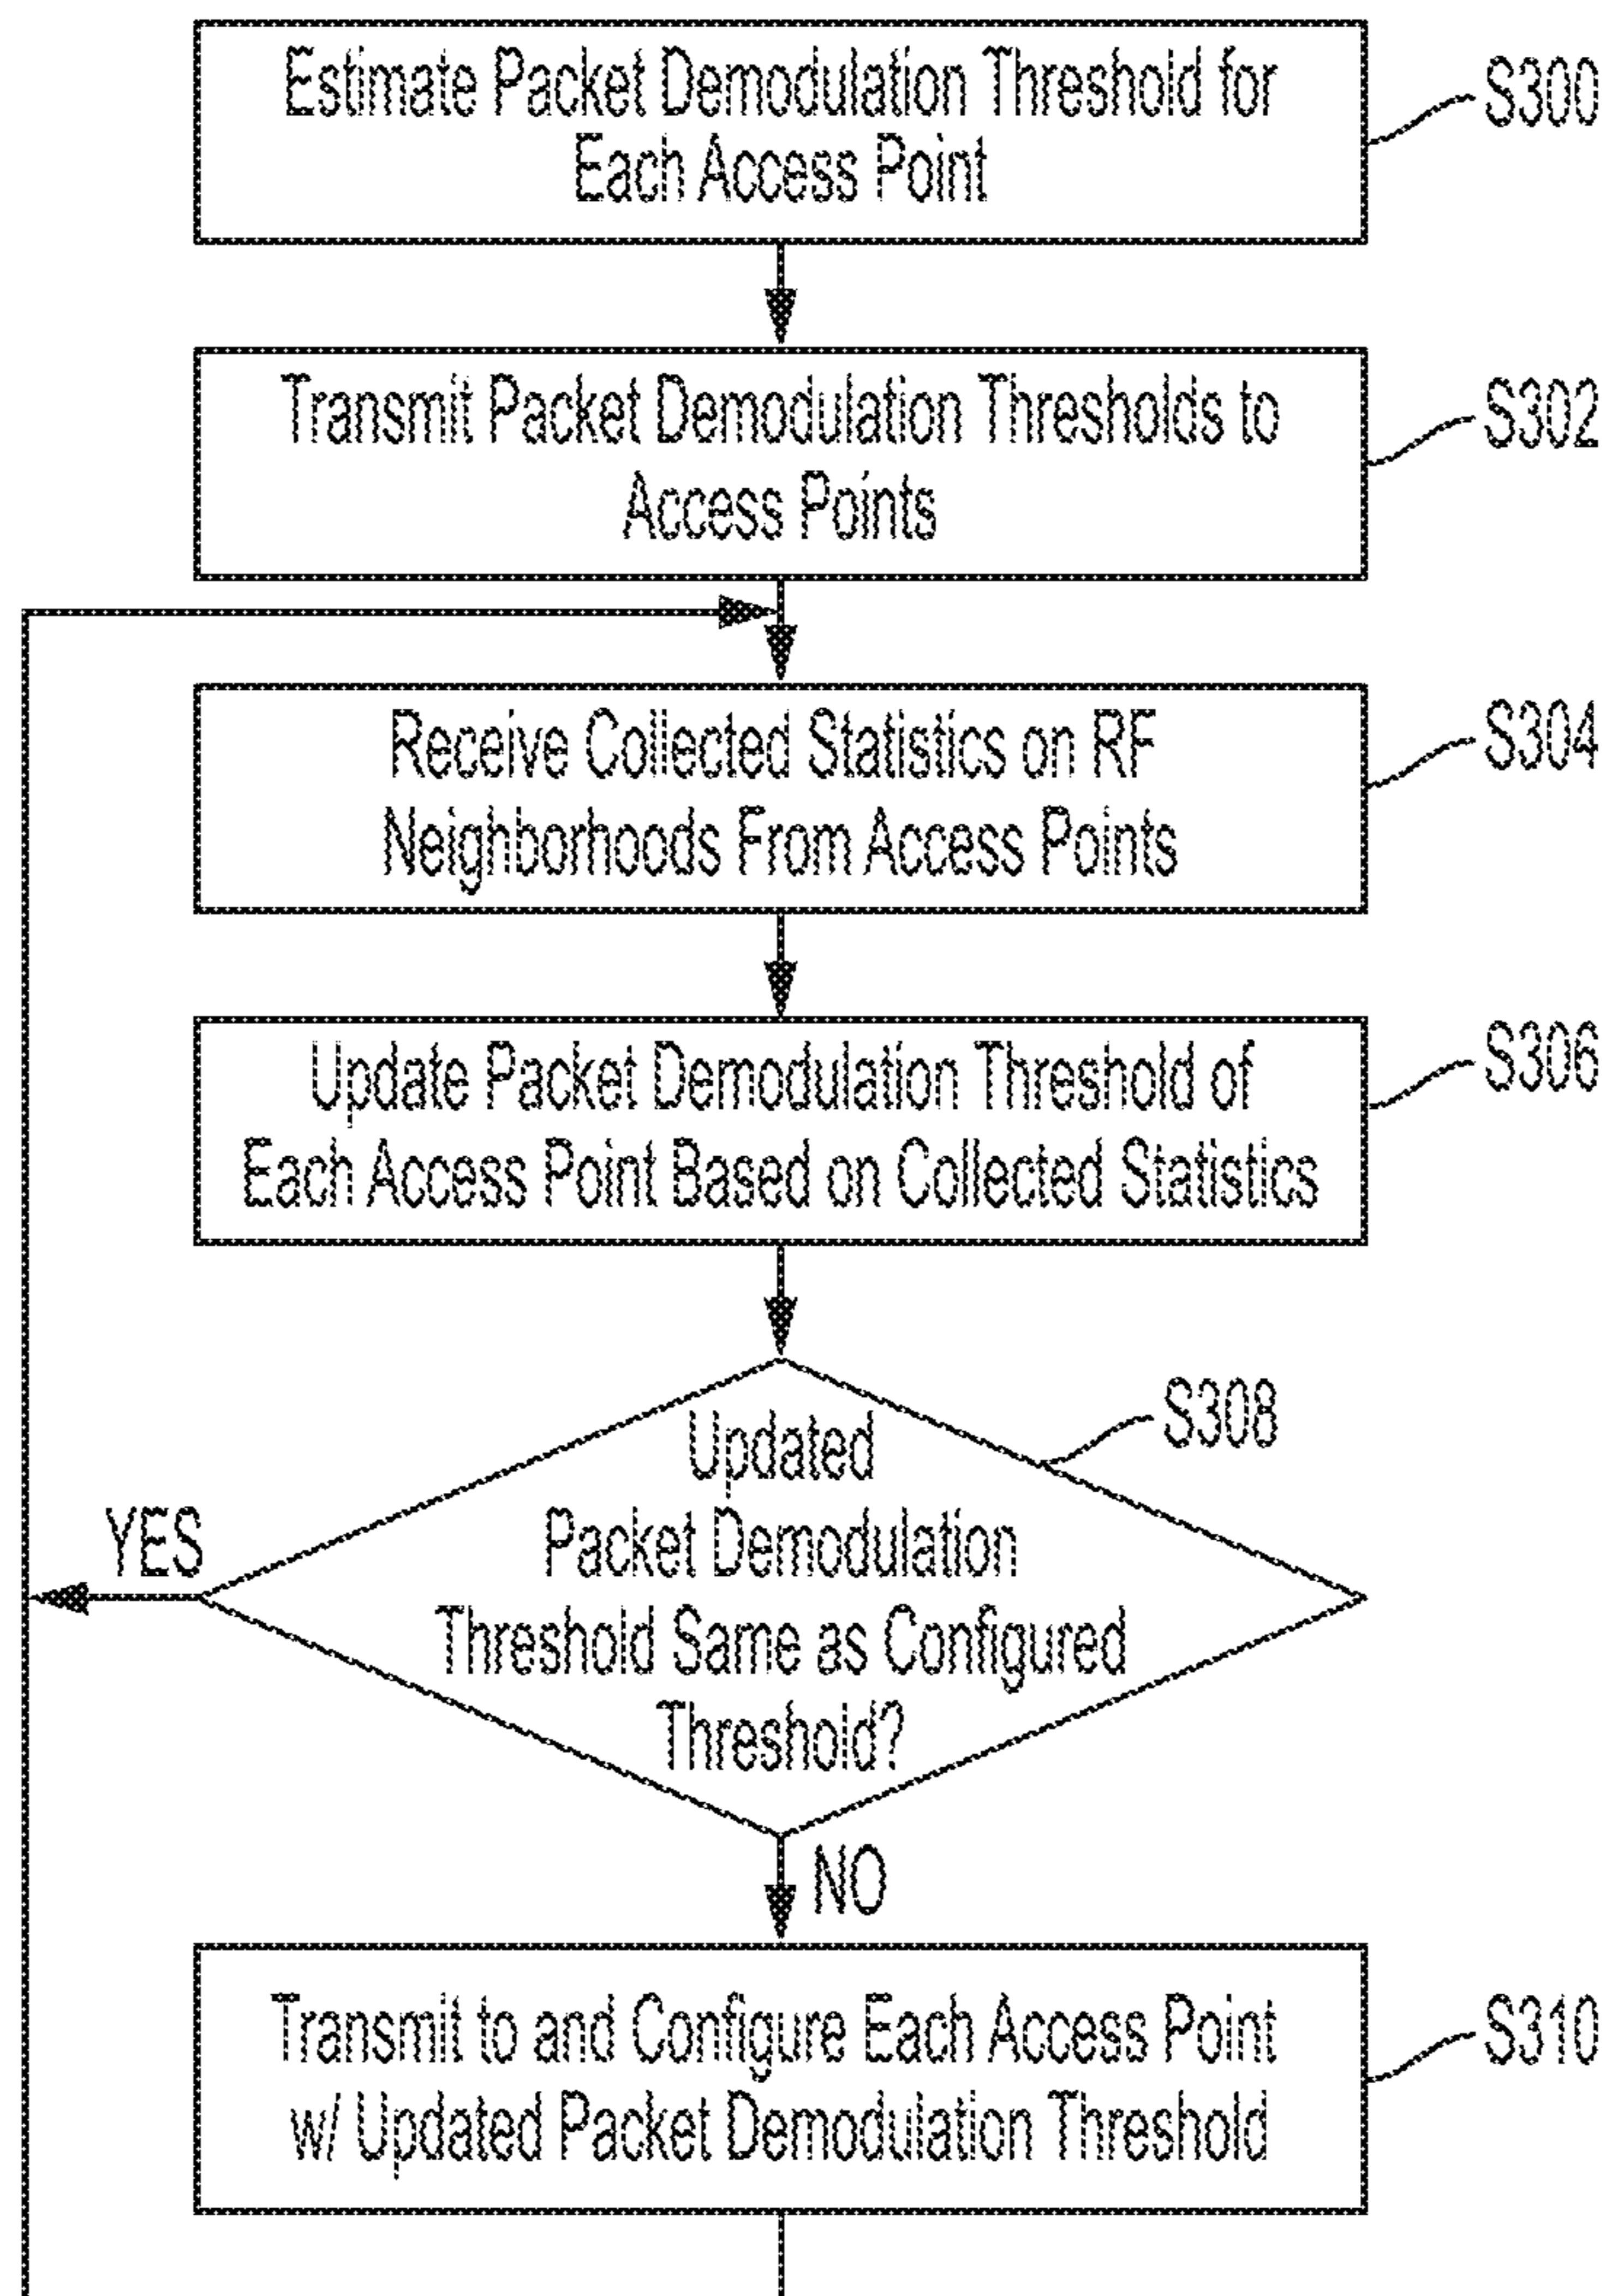 Estimate Packet Demodulation Threshold for
Each Access Point
S300
Transmit Packet Demodulation Thresholds to
Access Points
S302
Receive Collected Statistics on RF
Neighborhoods From Access Points
S304
Update Packet Demodulation Threshold of
Each Access Point Based on Collected Statistics
S306
Updated
Packet Demodulation
Threshold Same as Configured
Threshold?
S308
YES
NO
Transmit to and Configure Each Access Point
w/ Updated Packet Demodulation Threshold
S310